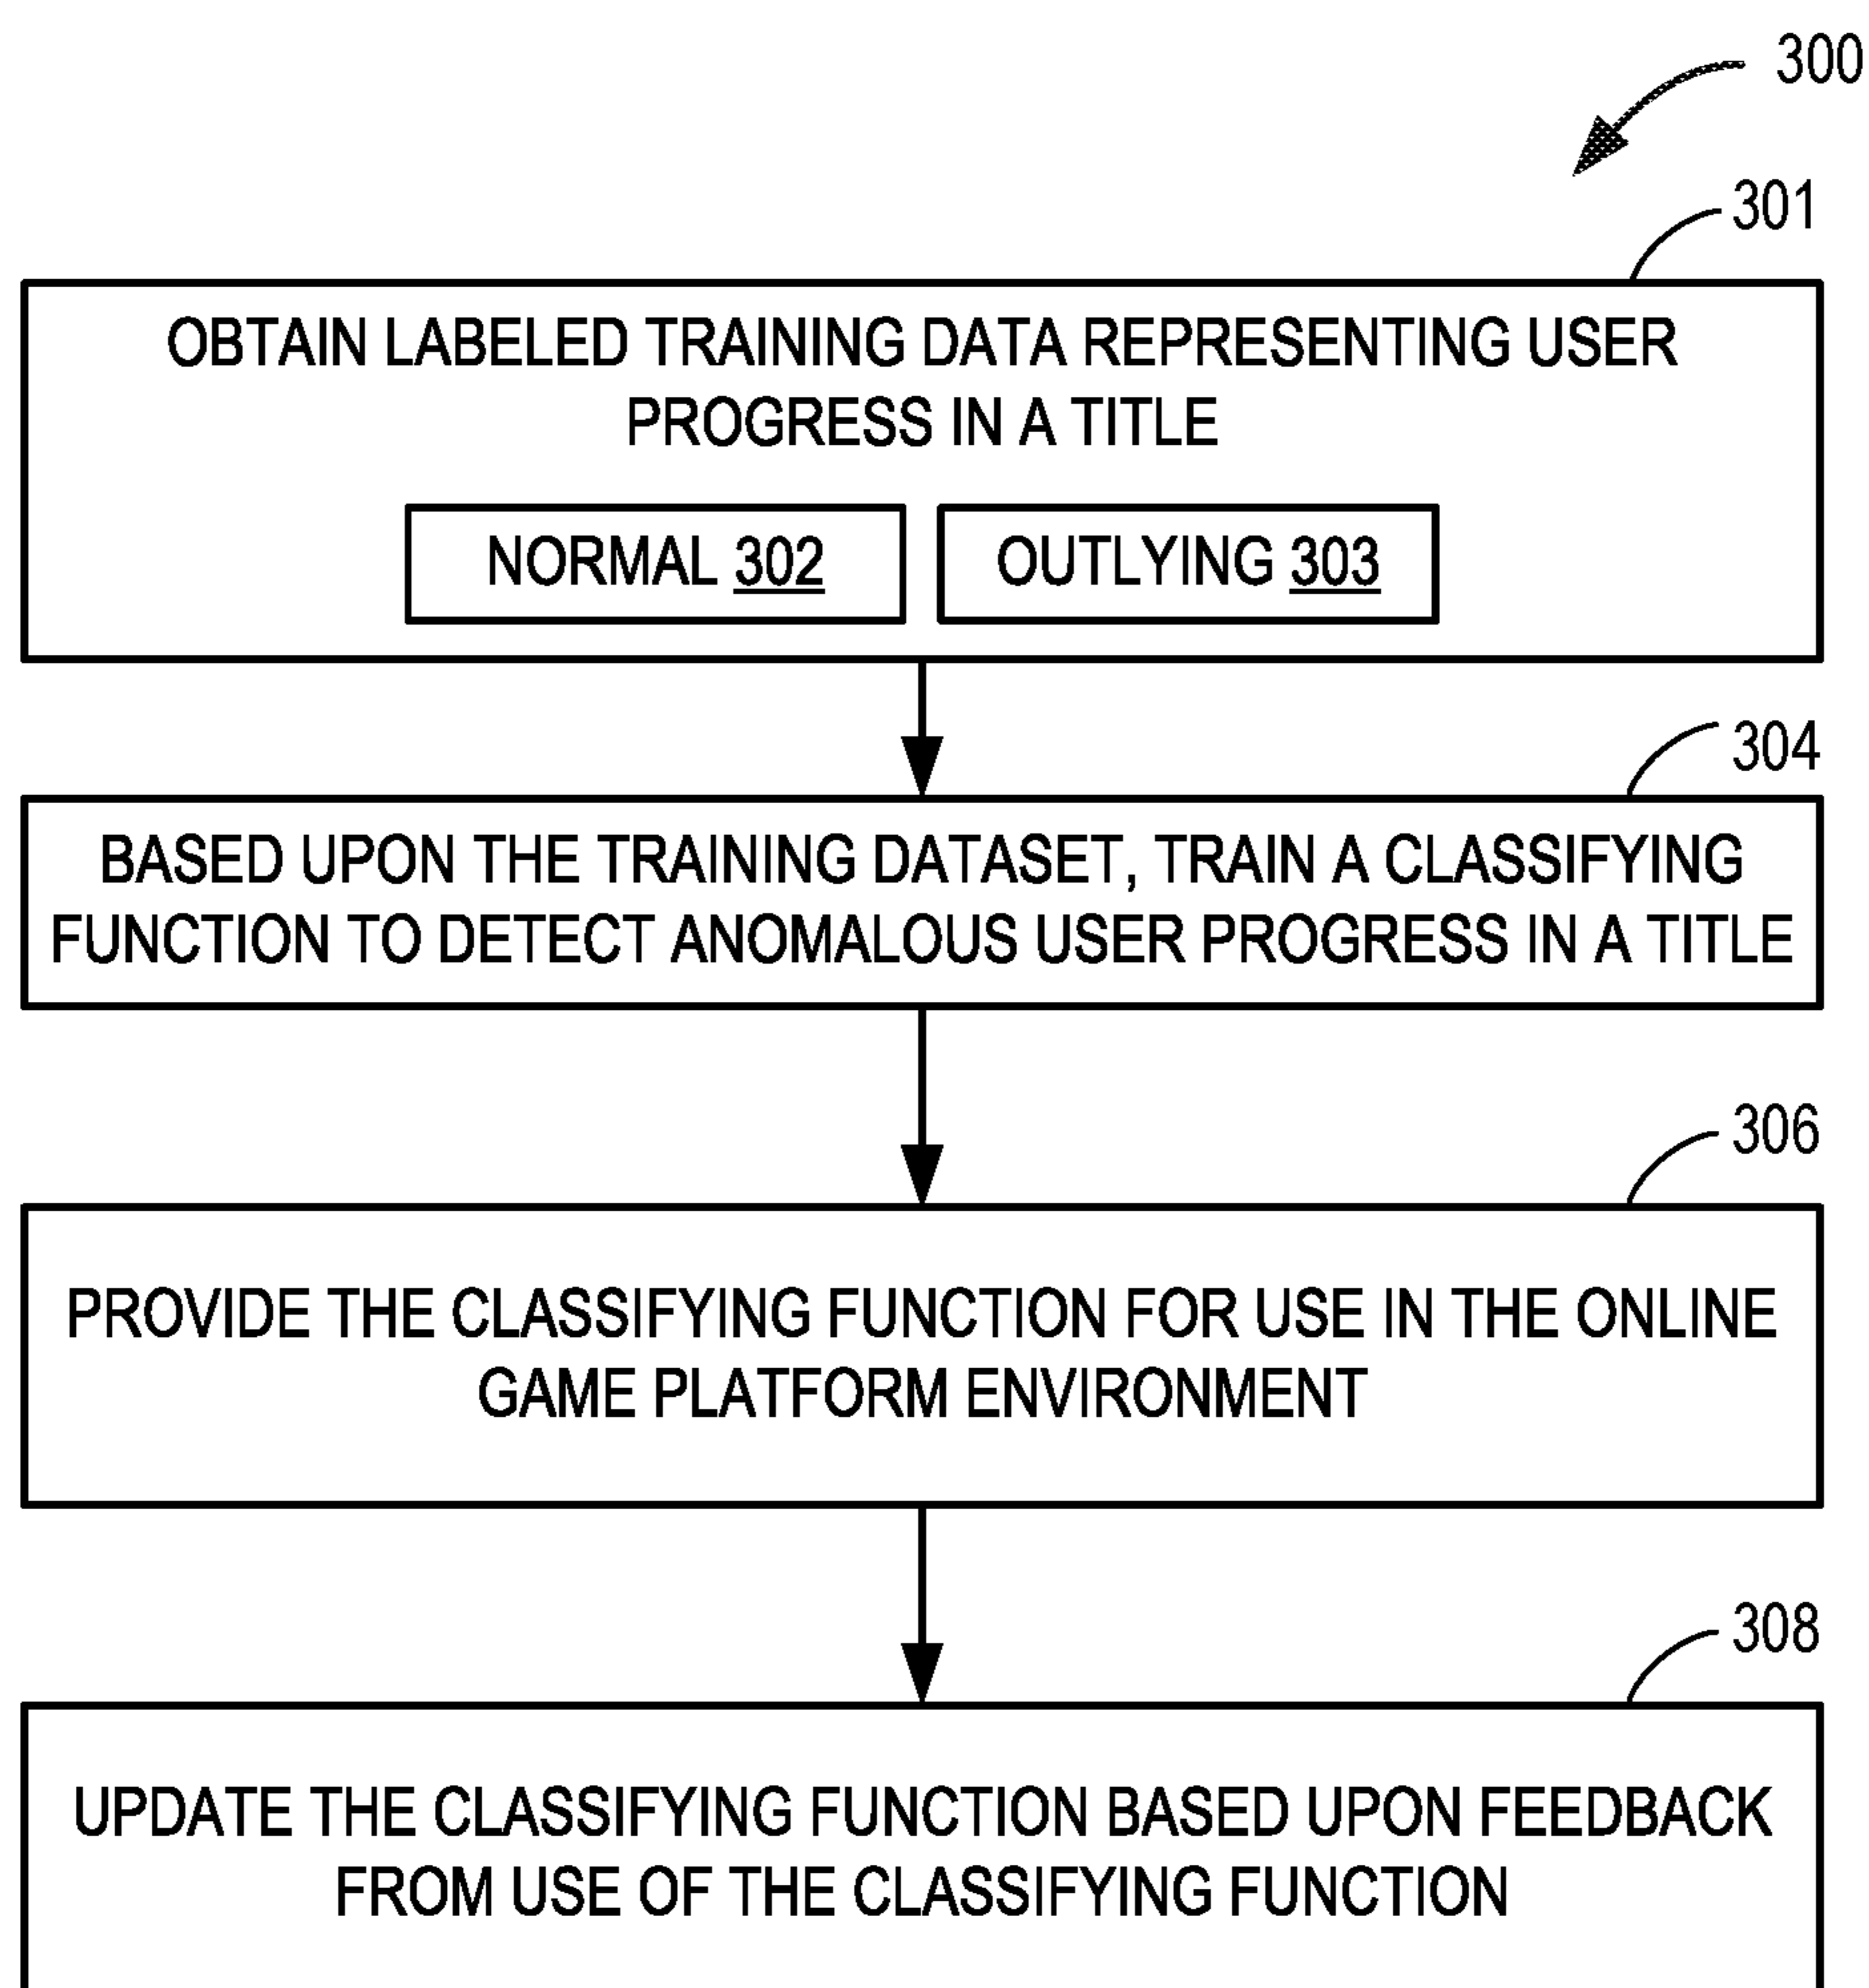 300
301
OBTAIN LABELED TRAINING DATA REPRESENTING USER
PROGRESS IN A TITLE
NORMAL 302
OUTLYING 303
304
BASED UPON THE TRAINING DATASET, TRAIN A CLASSIFYING
FUNCTION TO DETECT ANOMALOUS USER PROGRESS IN A TITLE
306
PROVIDE THE CLASSIFYING FUNCTION FOR USE IN THE ONLINE
GAME PLATFORM ENVIRONMENT
308
UPDATE THE CLASSIFYING FUNCTION BASED UPON FEEDBACK
FROM USE OF THE CLASSIFYING FUNCTION